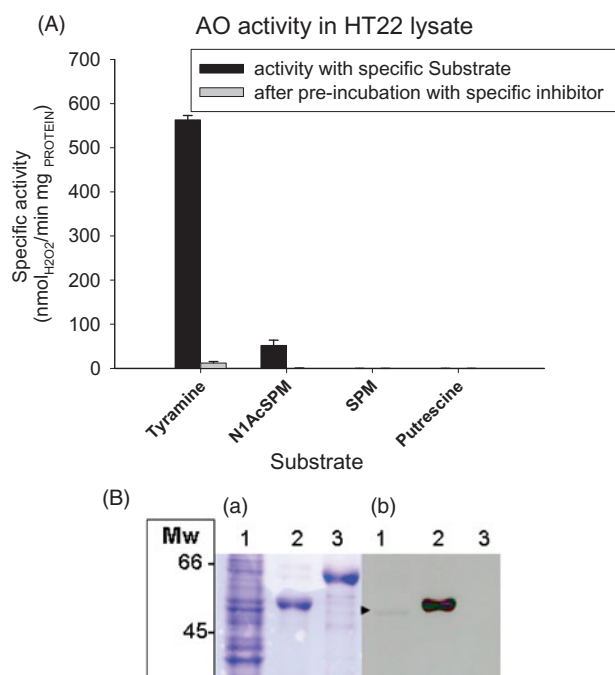 (A)
AO activity in HT22 lysate
activity with specific Substrate
after pre-incubation with specific inhibitor
700
600
500
400
300
200
100
0
Specific activity
(nmol H2O2/min mg PROTEIN)
Tyramine
N1AcSPM
SPM
Putrescine
Substrate
(B)
(a)
(b)
Mw
1 2 3
1 2 3
66 -
45-